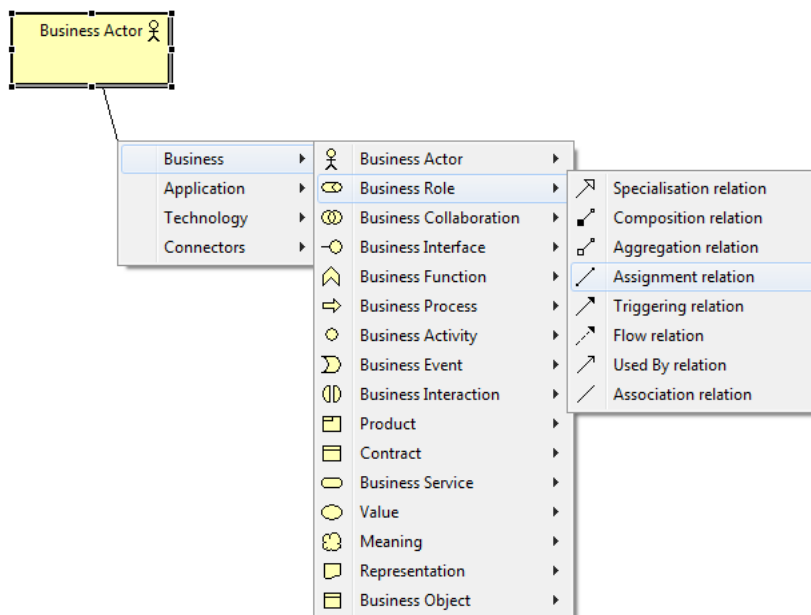 Business Actor
Business
Application
Technology
Connectors
Business Actor
Business Role
Business Collaboration
Business Interface
Business Function
Business Process
Business Activity
Business Event
Business Interaction
Product
Contract
Business Service
Value
Meaning
Representation
Business Object
Specialisation relation
Composition relation
Aggregation relation
Assignment relation
Triggering relation
Flow relation
Used By relation
Association relation